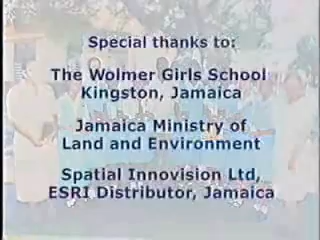 Special thanks to:
The Wolmer Girls School
Kingston, Jamaica
Jamaica Ministry of
Land and Environment
Spatial Innovision Ltd,
ESRI Distributor, Jamaica